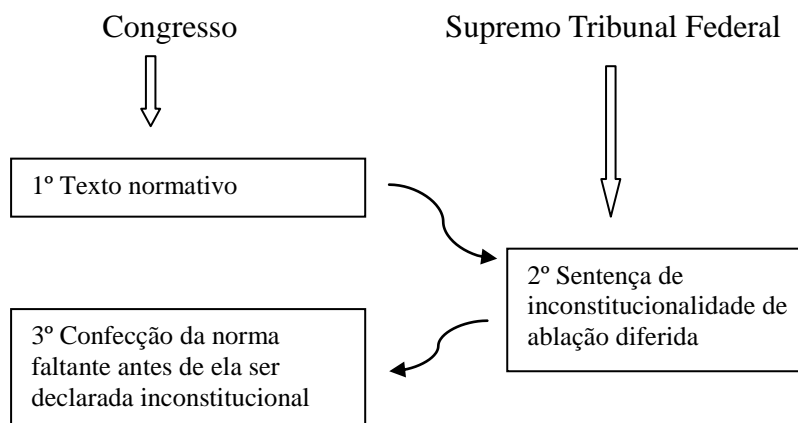 Congresso
Supremo Tribunal Federal
1º Texto normativo
2º Sentença de
inconstitucionalidade de
ablação diferida
3º Confecção da norma
faltante antes de ela ser
declarada inconstitucional